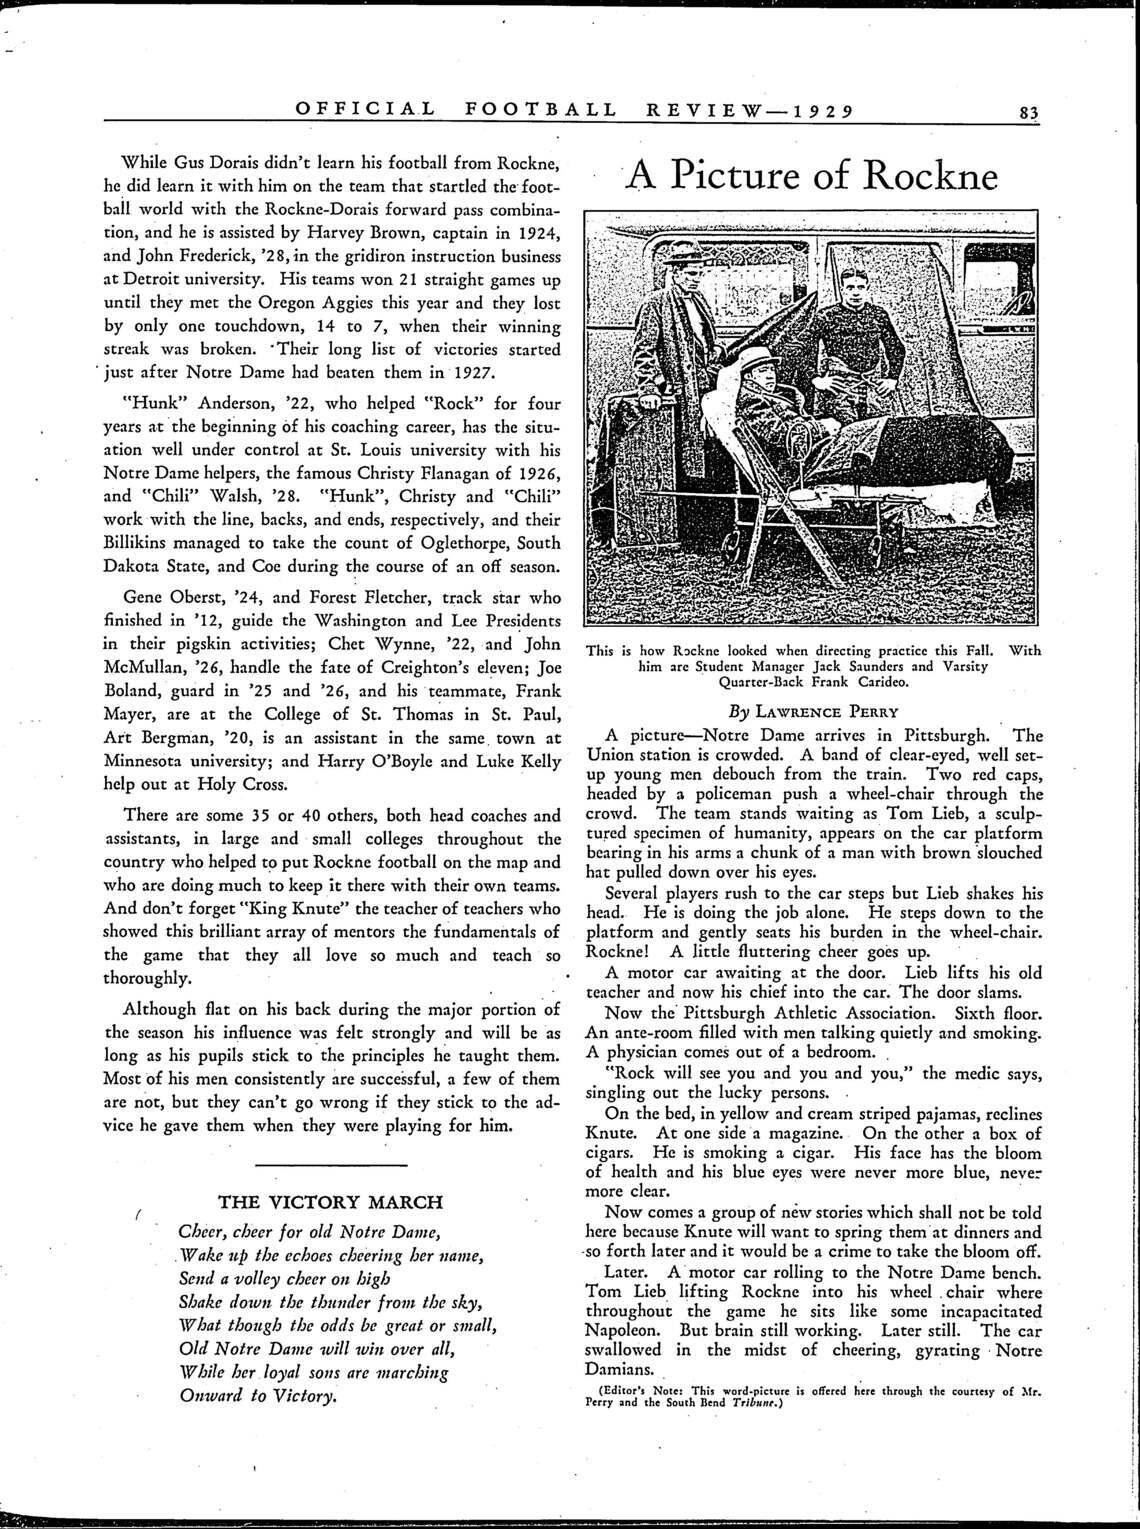 OFFICIAL FOOTBALL REVIEW—1929 83
While Gus Dorais didn't learn his football from Rockne,
he did learn it with him on the team that startled the foot-
ball world with the Rockne-Dorais forward pass combina-
tion, and he is assisted by Harvey Brown, captain in 1924,
and John Frederick, '28, in the gridiron instruction business
at Detroit university. His teams won 21 straight games up
until they met the Oregon Aggies this year and they lost
by only one touchdown, 14 to 7, when their winning
streak was broken. Their long list of victories started
just after Notre Dame had beaten them in 1927.
"Hunk" Anderson, '22, who helped "Rock" for four
years at the beginning of his coaching career, has the situ-
ation well under control at St. Louis university with his
Notre Dame helpers, the famous Christy Flanagan of 1926,
and "Chili" Walsh, '28. "Hunk", Christy and "Chili"
work with the line, backs, and ends, respectively, and their
Billikins managed to take the count of Oglethorpe, South
Dakota State, and Coe during the course of an off season.
Gene Oberst, '24, and Forest Fletcher, track star who
finished in '12, guide the Washington and Lee Presidents
in their pigskin activities; Chet Wynne, '22, and John
McMullan, '26, handle the fate of Creighton's eleven; Joe
Boland, guard in '25 and '26, and his teammate, Frank
Mayer, are at the College of St. Thomas in St. Paul,
Art Bergman, '20, is an assistant in the same town at
Minnesota university; and Harry O'Boyle and Luke Kelly
help out at Holy Cross.
There are some 35 or 40 others, both head coaches and
assistants, in large and small colleges throughout the
country who helped to put Rockne football on the map and
who are doing much to keep it there with their own teams.
And don't forget "King Knute" the teacher of teachers who
showed this brilliant array of mentors the fundamentals of
the game that they all love so much and teach so
thoroughly.
Although flat on his back during the major portion of
the season his influence was felt strongly and will be as
long as his pupils stick to the principles he taught them.
Most of his men consistently are successful, a few of them
are not, but they can't go wrong if they stick to the ad-
vice he gave them when they were playing for him.
THE VICTORY MARCH
Cheer, cheer for old Notre Dame,
Wake up the echoes cheering her name,
Send a volley cheer on high
Shake down the thunder from the sky,
What though the odds be great or small,
Old Notre Dame will win over all,
While her loyal sons are marching
Onward to Victory.
A Picture of Rockne
This is how Rockne looked when directing practice this Fall. With
him are Student Manager Jack Saunders and Varsity
Quarter-Back Frank Carideo.
By LAWRENCE PERRY
A picture—Notre Dame arrives in Pittsburgh. The
Union station is crowded. A band of clear-eyed, well set-
up young men debouch from the train. Two red caps,
headed by a policeman push a wheel-chair through the
crowd. The team stands waiting as Tom Lieb, a sculp-
tured specimen of humanity, appears on the car platform
bearing in his arms a chunk of a man with brown slouched
hat pulled down over his eyes.
Several players rush to the car steps but Lieb shakes his
head. He is doing the job alone. He steps down to the
platform and gently seats his burden in the wheel-chair.
Rockne! A little fluttering cheer goes up.
A motor car awaiting at the door. Lieb lifts his old
teacher and now his chief into the car. The door slams.
Now the Pittsburgh Athletic Association. Sixth floor.
An ante-room filled with men talking quietly and smoking.
A physician comes out of a bedroom.
"Rock will see you and you and you," the medic says,
singling out the lucky persons.
On the bed, in yellow and cream striped pajamas, reclines
Knute. At one side a magazine. On the other a box of
cigars. He is smoking a cigar. His face has the bloom
of health and his blue eyes were never more blue, never
more clear.
Now comes a group of new stories which shall not be told
here because Knute will want to spring them at dinners and
so forth later and it would be a crime to take the bloom off.
Later. A motor car rolling to the Notre Dame bench.
Tom Lieb lifting Rockne into his wheel chair where
throughout the game he sits like some incapacitated
Napoleon. But brain still working. Later still. The car
swallowed in the midst of cheering, gyrating Notre
Damians.
(Editor's Note: This word-picture is offered here through the courtesy of Mr.
Perry and the South Bend Tribune.)